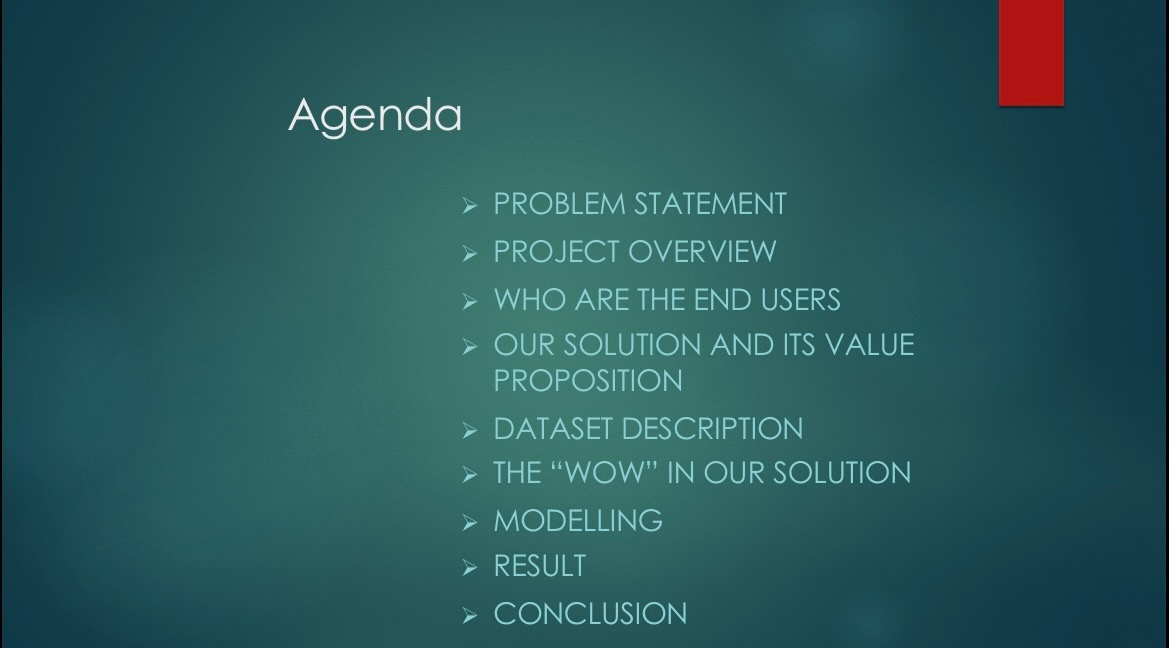 Agenda
➢ PROBLEM STATEMENT
➢ PROJECT OVERVIEW
➢ WHO ARE THE END USERS
➢ OUR SOLUTION AND ITS VALUE
PROPOSITION
➢ DATASET DESCRIPTION
➢ THE “WOW” IN OUR SOLUTION
➢ MODELLING
➢ RESULT
➢ CONCLUSION